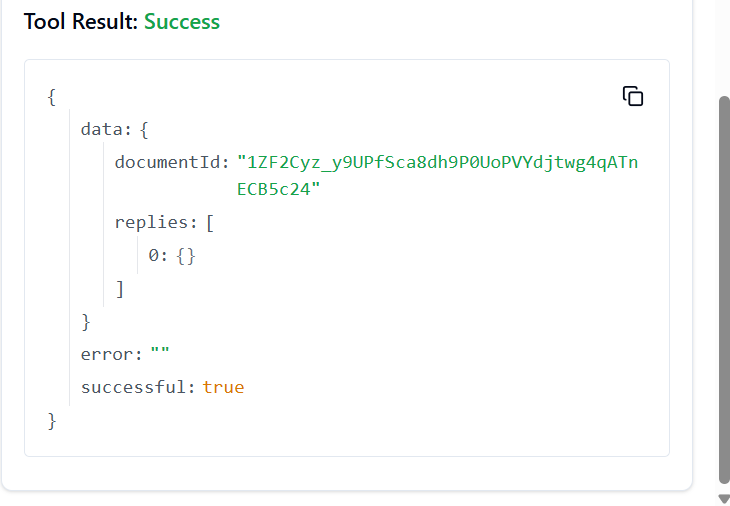 Tool Result: Success
{
data: {
documentId: "1ZF2Cyz_y9UPfSca8dh9P0UoPVYdjtwg4qATn
ECB5c24"
replies: [
0: {}
]
}
error: ""
successful: true
}